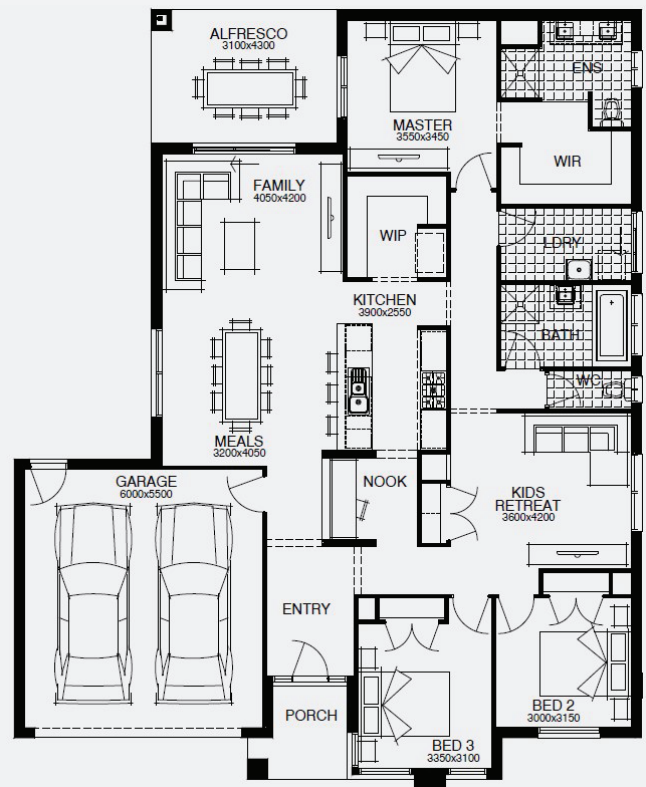 ALFRESCO
3100x4300
ENS
MASTER
3550x3450
WIR
FAMILY
4050x4200
WIP
LDRY
KITCHEN
3900x2550
BATH
WC
MEALS
3200x4050
GARAGE
6000x5500
NOOK
KIDS
RETREAT
3600x4200
ENTRY
PORCH
BED 2
3000x3150
BED 3
3350x3100